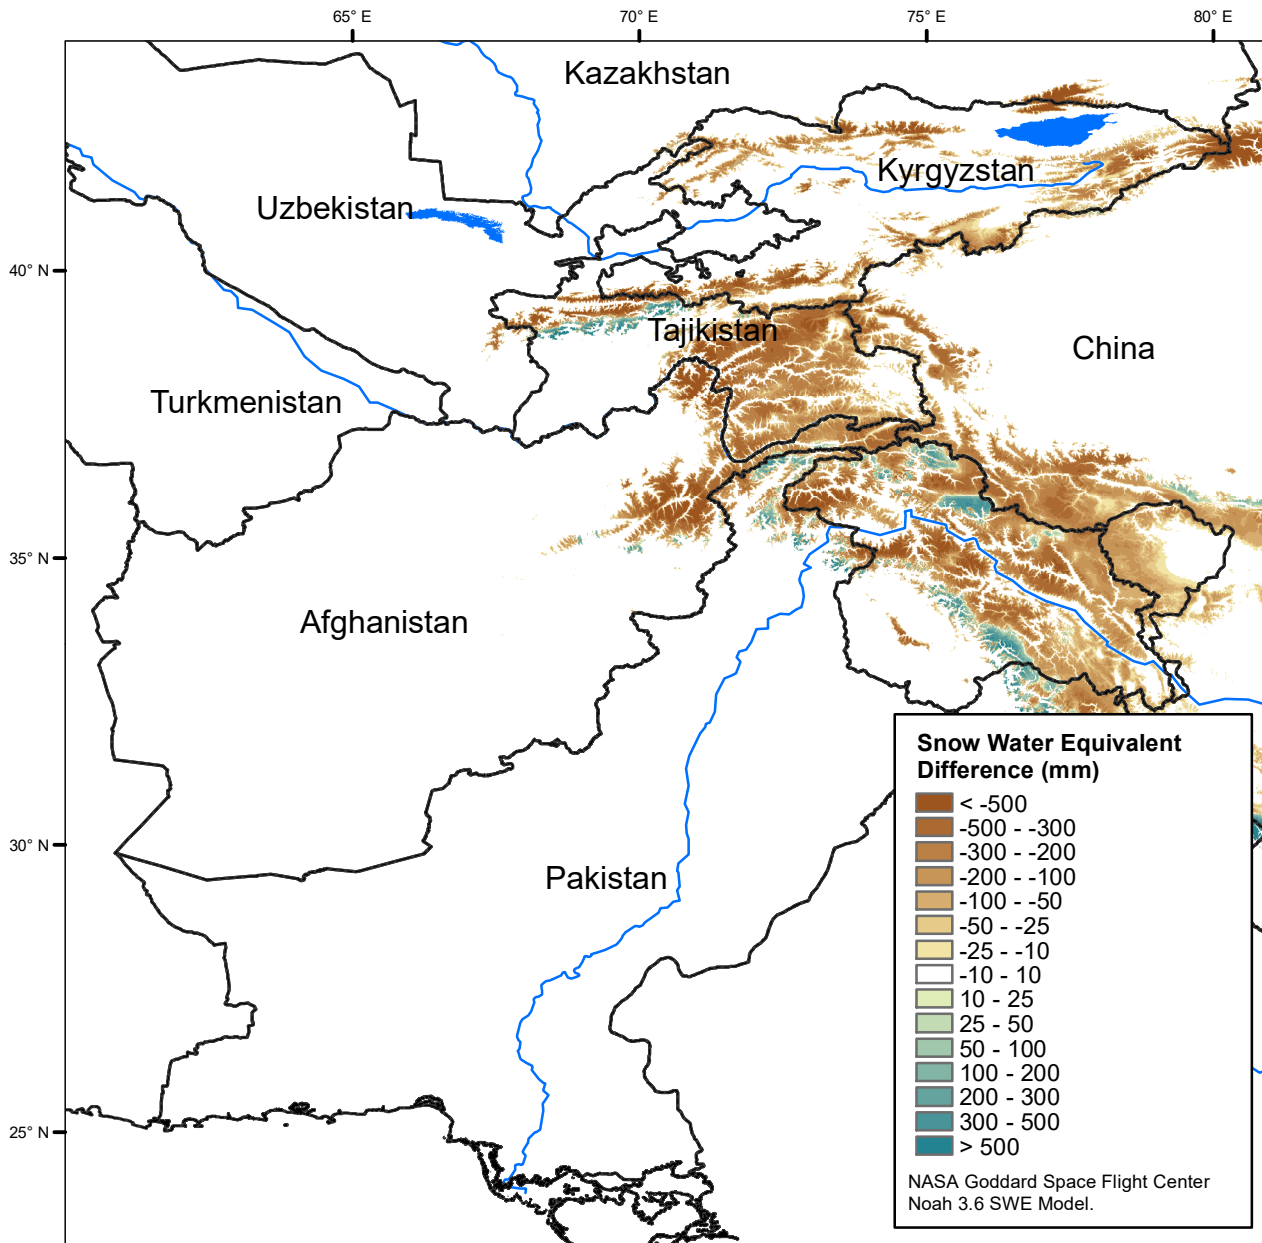 65° E
70° E
75° E
80° E
Kazakhstan
Kyrgyzstan
Uzbekistan
40° N
Tajikistan
China
Turkmenistan
35° N
Afghanistan
30° N
Pakistan
25° N
Snow Water Equivalent
Difference (mm)
< -500
-500 - -300
-300 - -200
-200 - -100
-100 - -50
-50 - -25
-25 - -10
-10 - 10
10 - 25
25 - 50
50 - 100
100 - 200
200 - 300
300 - 500
> 500
NASA Goddard Space Flight Center
Noah 3.6 SWE Model.